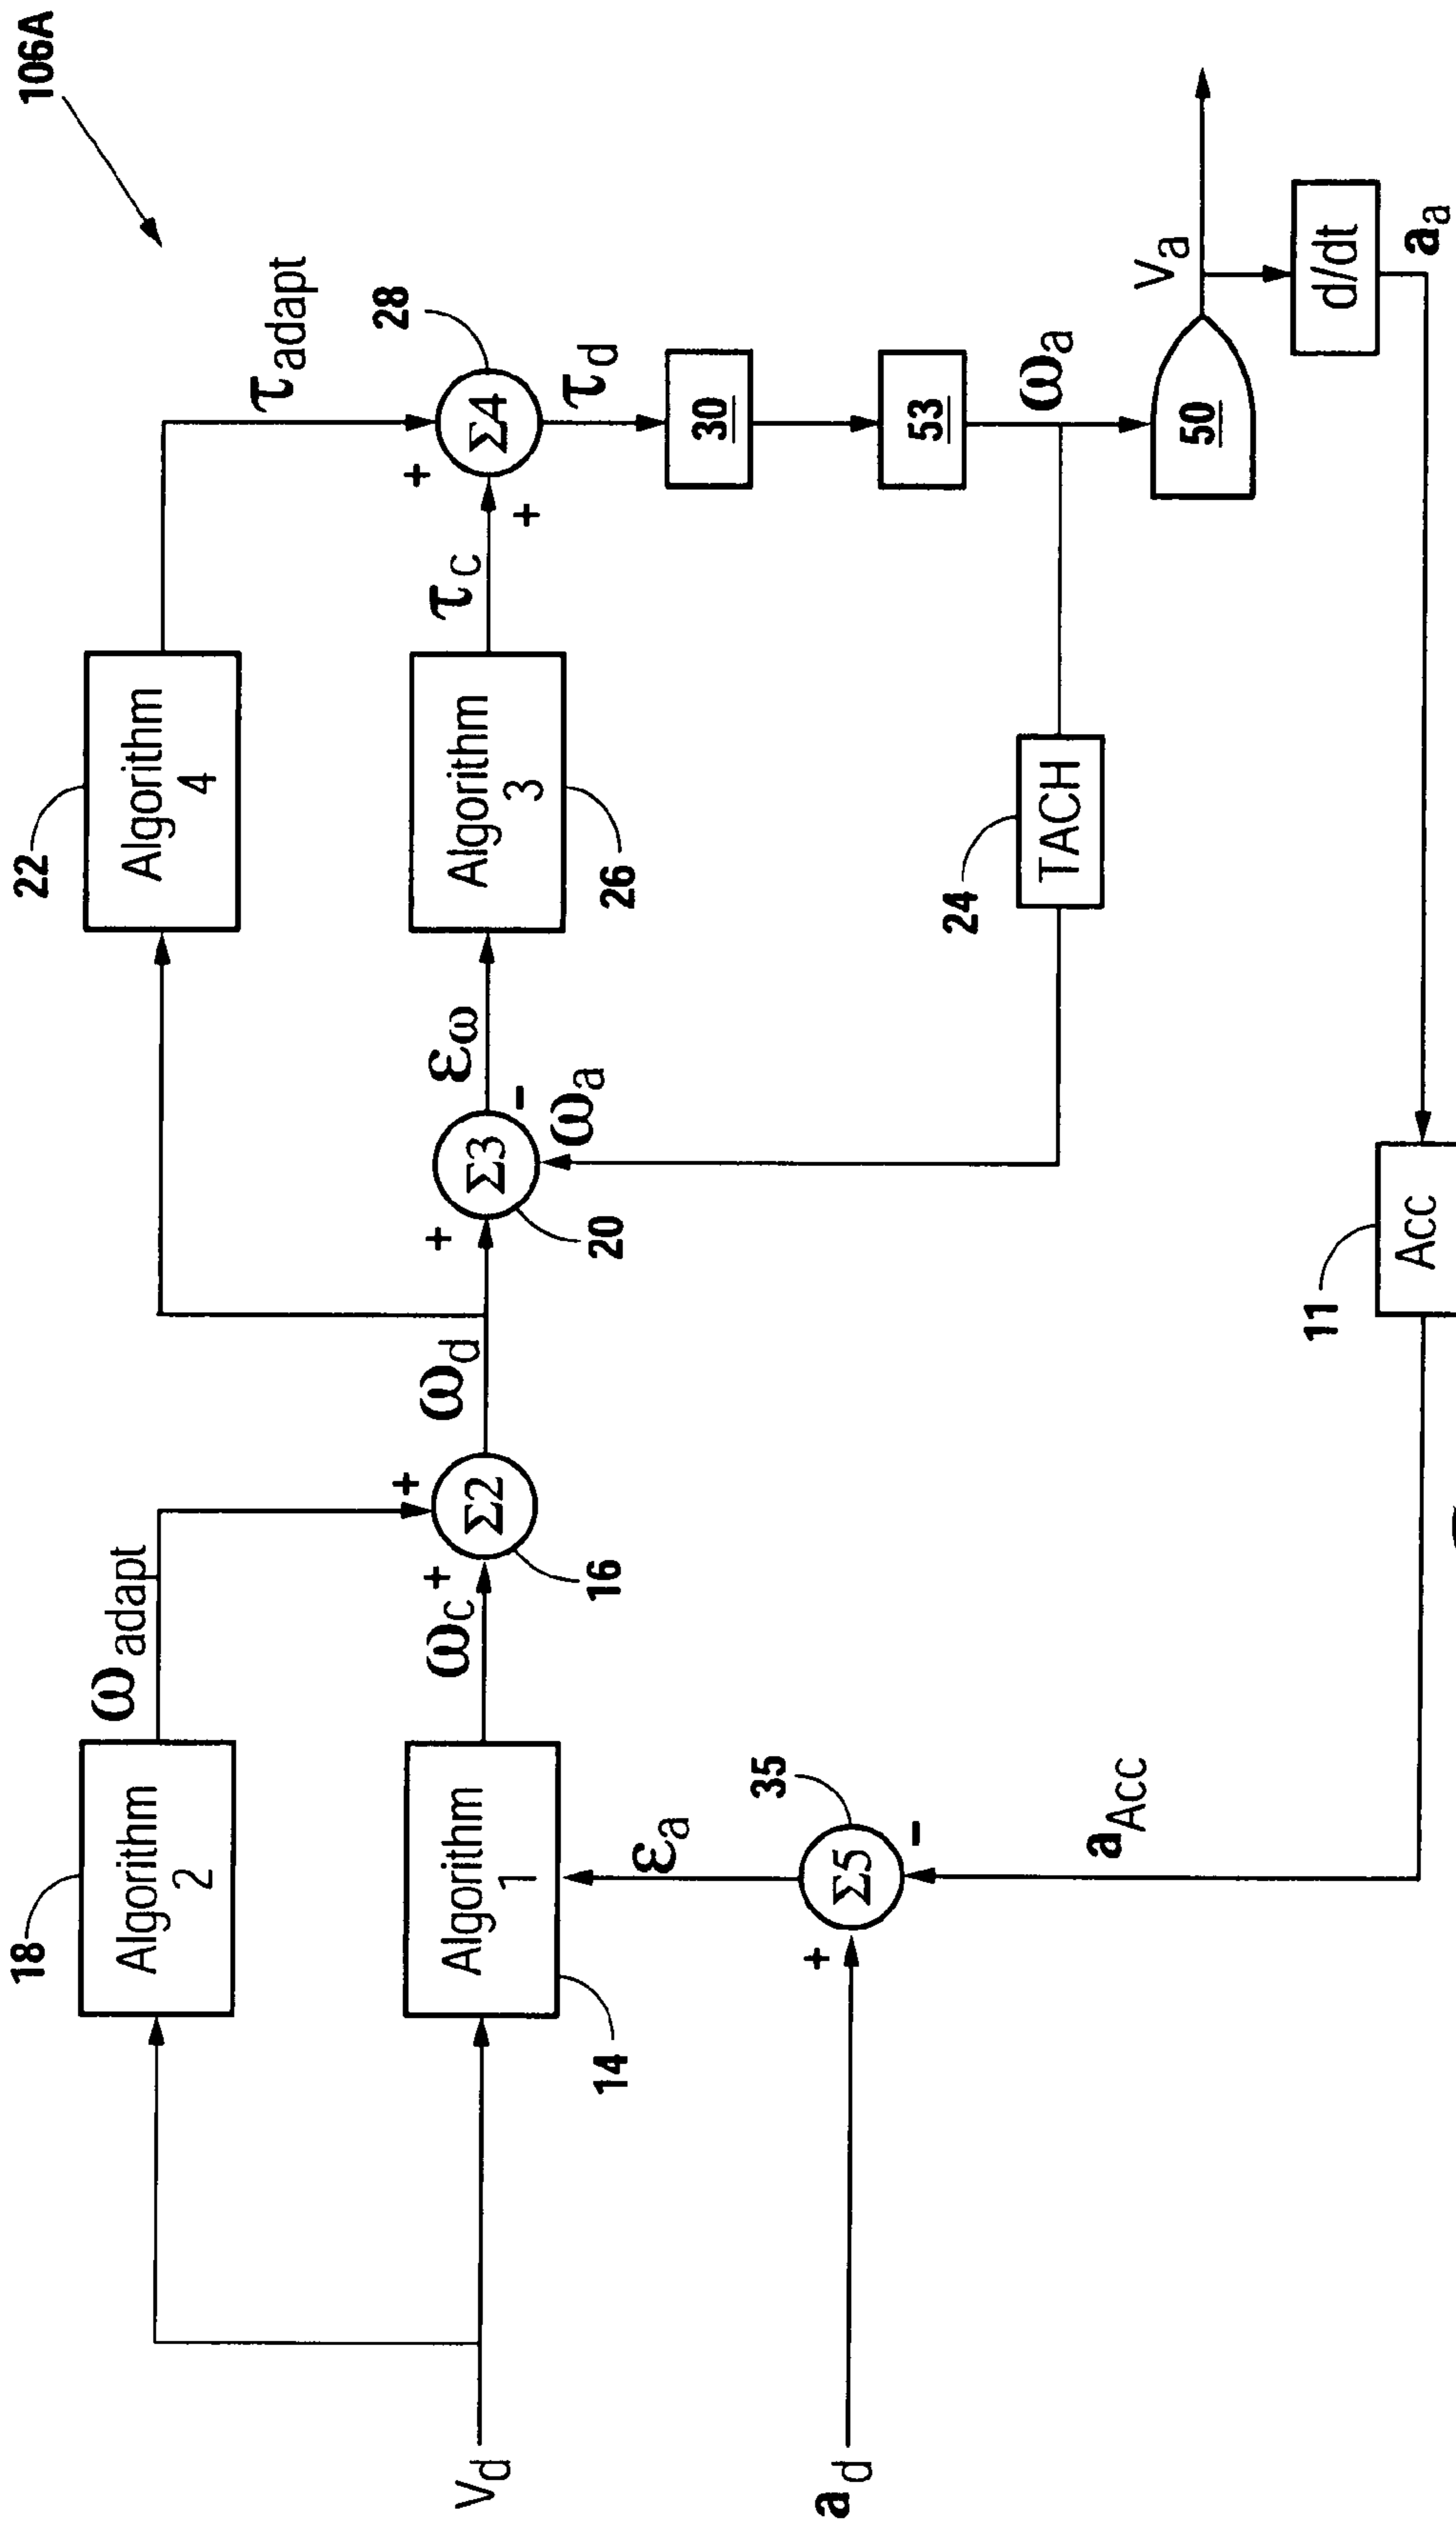 106A
22
Algorithm
4
τadapt
28
18
Algorithm
2
ωadapt
Vd
Algorithm
1
14
ωc
+
+
Σ2
16
ωd
+
Σ3
20
-
εω
ωa
Algorithm
3
26
τc
+
+
Σ4
τd
30
53
ωa
50
Va
d/dt
aa
24
TACH
ad
+
Σ5
35
-
εa
aAcc
11
Acc